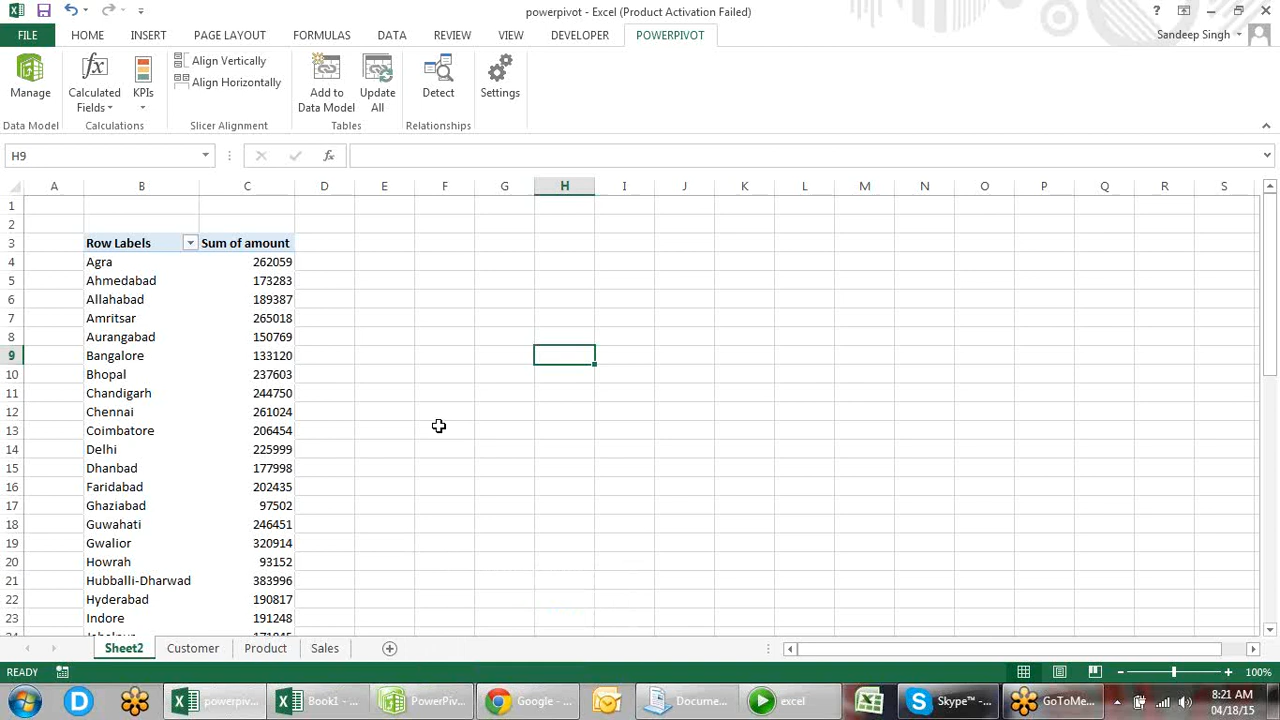 powerpivot - Excel (Product Activation Failed)
FILE HOME INSERT PAGE LAYOUT FORMULAS DATA REVIEW VIEW DEVELOPER POWERPIVOT Sandeep Singh
Manage
Calculated Fields
KPIs
Align Vertically
Align Horizontally
Add to Data Model
Update All
Detect
Settings
Data Model Calculations Slicer Alignment Tables Relationships
H9 fx
A B C D E F G H I J K L M N O P Q R S
1
2
3 Row Labels Sum of amount
4 Agra 262059
5 Ahmedabad 173283
6 Allahabad 189387
7 Amritsar 265018
8 Aurangabad 150769
9 Bangalore 133120
10 Bhopal 237603
11 Chandigarh 244750
12 Chennai 261024
13 Coimbatore 206454
14 Delhi 225999
15 Dhanbad 177998
16 Faridabad 202435
17 Ghaziabad 97502
18 Guwahati 246451
19 Gwalior 320914
20 Howrah 93152
21 Hubballi-Dharwad 383996
22 Hyderabad 190817
23 Indore 191248
Sheet2 Customer Product Sales
READY 100%
powerpiv... Book1 - ... PowerPiv... Google - ... Docume... excel Skype™ -... GoToMe...
8:21 AM
04/18/15